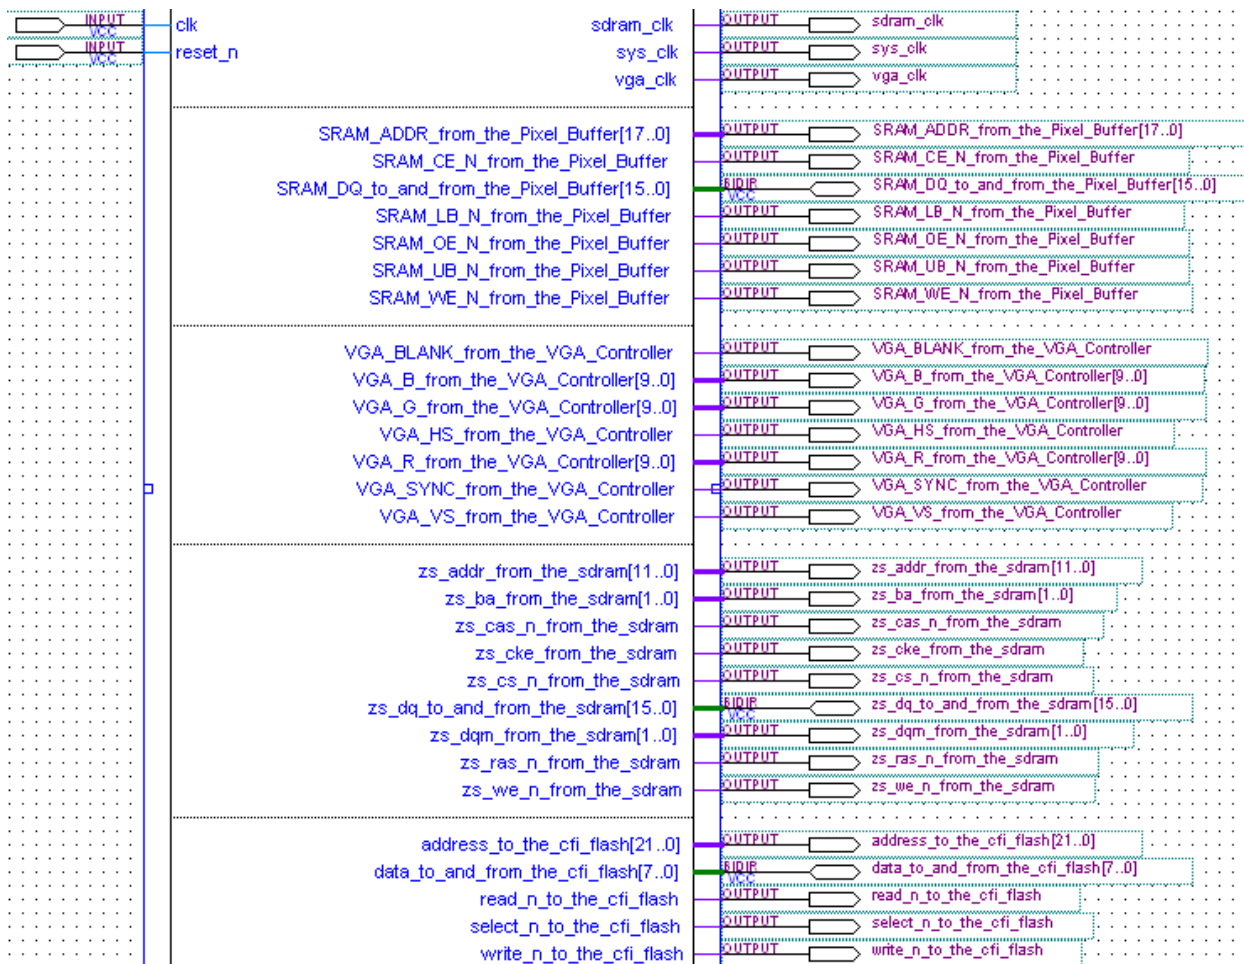 INPUT VCC clk sdram_clk OUTPUT sdram_clk
INPUT VCC reset_n sys_clk OUTPUT sys_clk
vga_clk OUTPUT vga_clk
SRAM_ADDR_from_the_Pixel_Buffer[17..0] OUTPUT SRAM_ADDR_from_the_Pixel_Buffer[17..0]
SRAM_CE_N_from_the_Pixel_Buffer OUTPUT SRAM_CE_N_from_the_Pixel_Buffer
SRAM_DQ_to_and_from_the_Pixel_Buffer[15..0] BIDIR VCC SRAM_DQ_to_and_from_the_Pixel_Buffer[15..0]
SRAM_LB_N_from_the_Pixel_Buffer OUTPUT SRAM_LB_N_from_the_Pixel_Buffer
SRAM_OE_N_from_the_Pixel_Buffer OUTPUT SRAM_OE_N_from_the_Pixel_Buffer
SRAM_UB_N_from_the_Pixel_Buffer OUTPUT SRAM_UB_N_from_the_Pixel_Buffer
SRAM_WE_N_from_the_Pixel_Buffer OUTPUT SRAM_WE_N_from_the_Pixel_Buffer
VGA_BLANK_from_the_VGA_Controller OUTPUT VGA_BLANK_from_the_VGA_Controller
VGA_B_from_the_VGA_Controller[9..0] OUTPUT VGA_B_from_the_VGA_Controller[9..0]
VGA_G_from_the_VGA_Controller[9..0] OUTPUT VGA_G_from_the_VGA_Controller[9..0]
VGA_HS_from_the_VGA_Controller OUTPUT VGA_HS_from_the_VGA_Controller
VGA_R_from_the_VGA_Controller[9..0] OUTPUT VGA_R_from_the_VGA_Controller[9..0]
VGA_SYNC_from_the_VGA_Controller OUTPUT VGA_SYNC_from_the_VGA_Controller
VGA_VS_from_the_VGA_Controller OUTPUT VGA_VS_from_the_VGA_Controller
zs_addr_from_the_sdram[11..0] OUTPUT zs_addr_from_the_sdram[11..0]
zs_ba_from_the_sdram[1..0] OUTPUT zs_ba_from_the_sdram[1..0]
zs_cas_n_from_the_sdram OUTPUT zs_cas_n_from_the_sdram
zs_cke_from_the_sdram OUTPUT zs_cke_from_the_sdram
zs_cs_n_from_the_sdram OUTPUT zs_cs_n_from_the_sdram
zs_dq_to_and_from_the_sdram[15..0] BIDIR VCC zs_dq_to_and_from_the_sdram[15..0]
zs_dqm_from_the_sdram[1..0] OUTPUT zs_dqm_from_the_sdram[1..0]
zs_ras_n_from_the_sdram OUTPUT zs_ras_n_from_the_sdram
zs_we_n_from_the_sdram OUTPUT zs_we_n_from_the_sdram
address_to_the_cfi_flash[21..0] OUTPUT address_to_the_cfi_flash[21..0]
data_to_and_from_the_cfi_flash[7..0] BIDIR VCC data_to_and_from_the_cfi_flash[7..0]
read_n_to_the_cfi_flash OUTPUT read_n_to_the_cfi_flash
select_n_to_the_cfi_flash OUTPUT select_n_to_the_cfi_flash
write_n_to_the_cfi_flash OUTPUT write_n_to_the_cfi_flash